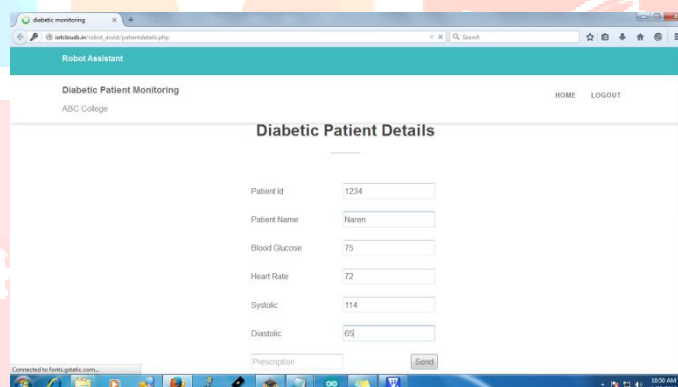 diabetic monitoring
iotclouds.in/robot_assist/patientdetails.php
Search
Robot Assistant
Diabetic Patient Monitoring
HOME LOGOUT
ABC College
Diabetic Patient Details
Patient Id 1234
Patient Name Naren
Blood Glucose 75
Heart Rate 72
Systolic 114
Diastolic 65
Prescription Send
Connected to fonts.gstatic.com...
10:50 AM